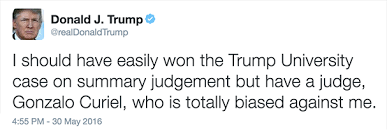 Donald J. Trump
@realDonaldTrump
I should have easily won the Trump University
case on summary judgement but have a judge,
Gonzalo Curiel, who is totally biased against me.
4:55 PM - 30 May 2016